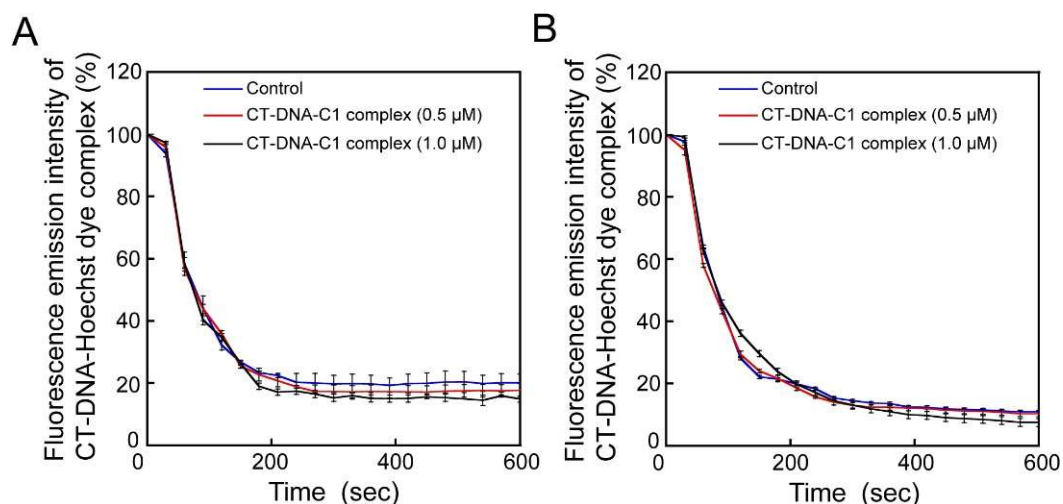 A
Fluorescence emission intensity of
CT-DNA-Hoechst dye complex (%)
120
100
80
60
40
20
0
Control
CT-DNA-C1 complex (0.5 µM)
CT-DNA-C1 complex (1.0 µM)
0 200 400 600
Time (sec)
B
Fluorescence emission intensity of
CT-DNA-Hoechst dye complex (%)
120
100
80
60
40
20
0
Control
CT-DNA-C1 complex (0.5 µM)
CT-DNA-C1 complex (1.0 µM)
0 200 400 600
Time (sec)